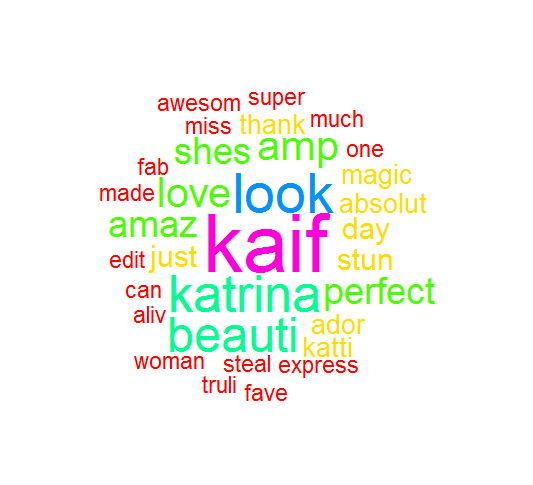 awesom super
miss thank much
shes amp one
fab magic
made love look absolut
amaz kaif day
edit just stun
can katrina perfect
aliv beauti ador
katti
woman steal express
truli fave